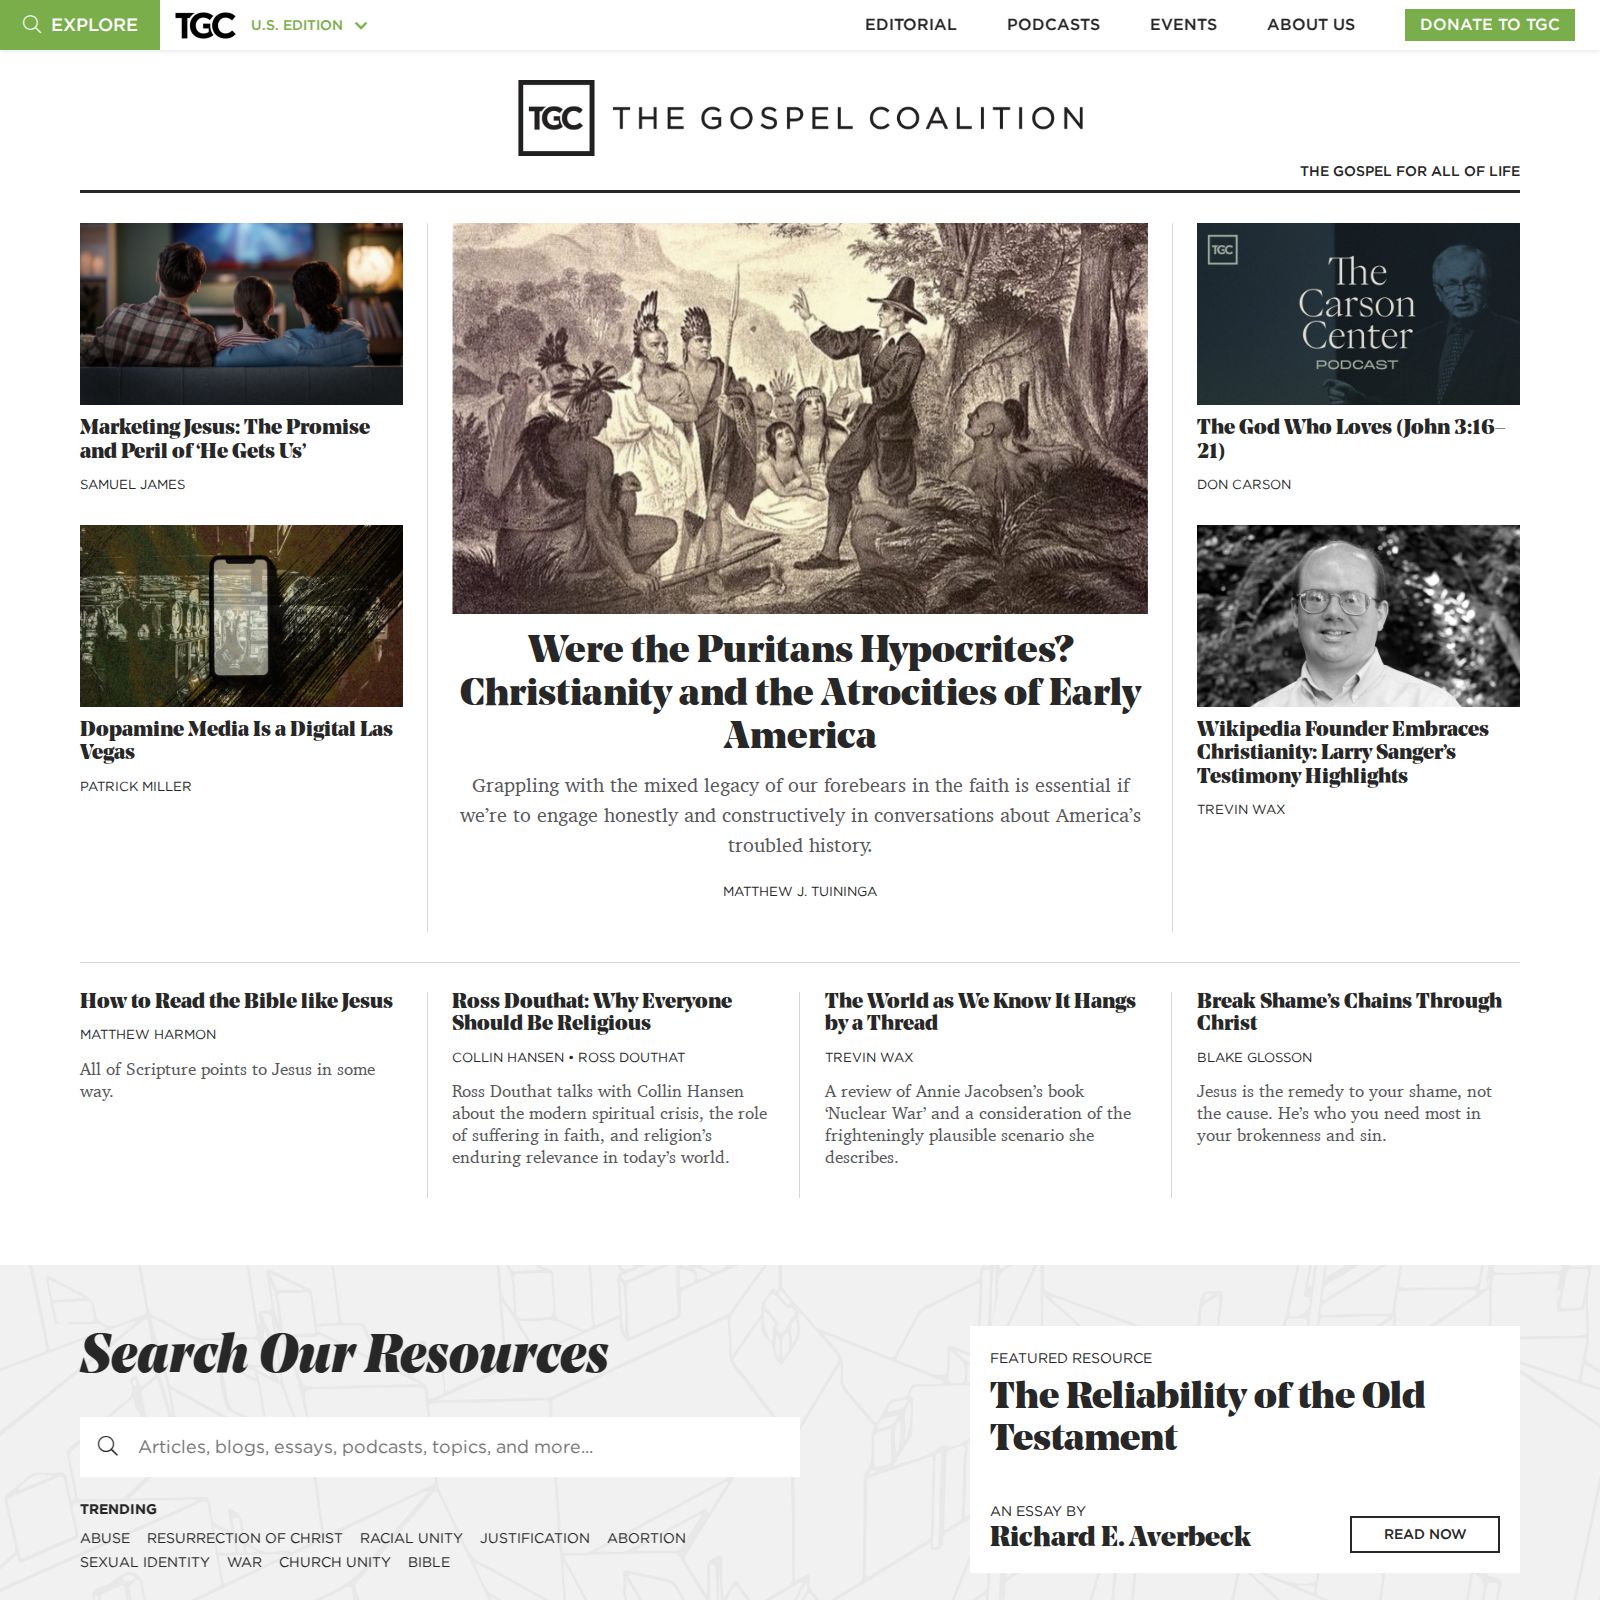 EXPLORE
TGC
U.S. EDITION
EDITORIAL
PODCASTS
EVENTS
ABOUT US
DONATE TO TGC
TGC THE GOSPEL COALITION
THE GOSPEL FOR ALL OF LIFE
Marketing Jesus: The Promise
and Peril of ‘He Gets Us’
SAMUEL JAMES
Dopamine Media Is a Digital Las
Vegas
PATRICK MILLER
Were the Puritans Hypocrites?
Christianity and the Atrocities of Early
America
Grappling with the mixed legacy of our forebears in the faith is essential if
we’re to engage honestly and constructively in conversations about America’s
troubled history.
MATTHEW J. TUININGA
TGC
The
Carson
Center
PODCAST
The God Who Loves (John 3:16–
21)
DON CARSON
Wikipedia Founder Embraces
Christianity: Larry Sanger’s
Testimony Highlights
TREVIN WAX
How to Read the Bible like Jesus
MATTHEW HARMON
All of Scripture points to Jesus in some
way.
Ross Douthat: Why Everyone
Should Be Religious
COLLIN HANSEN • ROSS DOUTHAT
Ross Douthat talks with Collin Hansen
about the modern spiritual crisis, the role
of suffering in faith, and religion’s
enduring relevance in today’s world.
The World as We Know It Hangs
by a Thread
TREVIN WAX
A review of Annie Jacobsen’s book
‘Nuclear War’ and a consideration of the
frighteningly plausible scenario she
describes.
Break Shame’s Chains Through
Christ
BLAKE GLOSSON
Jesus is the remedy to your shame, not
the cause. He’s who you need most in
your brokenness and sin.
Search Our Resources
Articles, blogs, essays, podcasts, topics, and more...
TRENDING
ABUSE RESURRECTION OF CHRIST RACIAL UNITY JUSTIFICATION ABORTION
SEXUAL IDENTITY WAR CHURCH UNITY BIBLE
FEATURED RESOURCE
The Reliability of the Old
Testament
AN ESSAY BY
Richard E. Averbeck
READ NOW